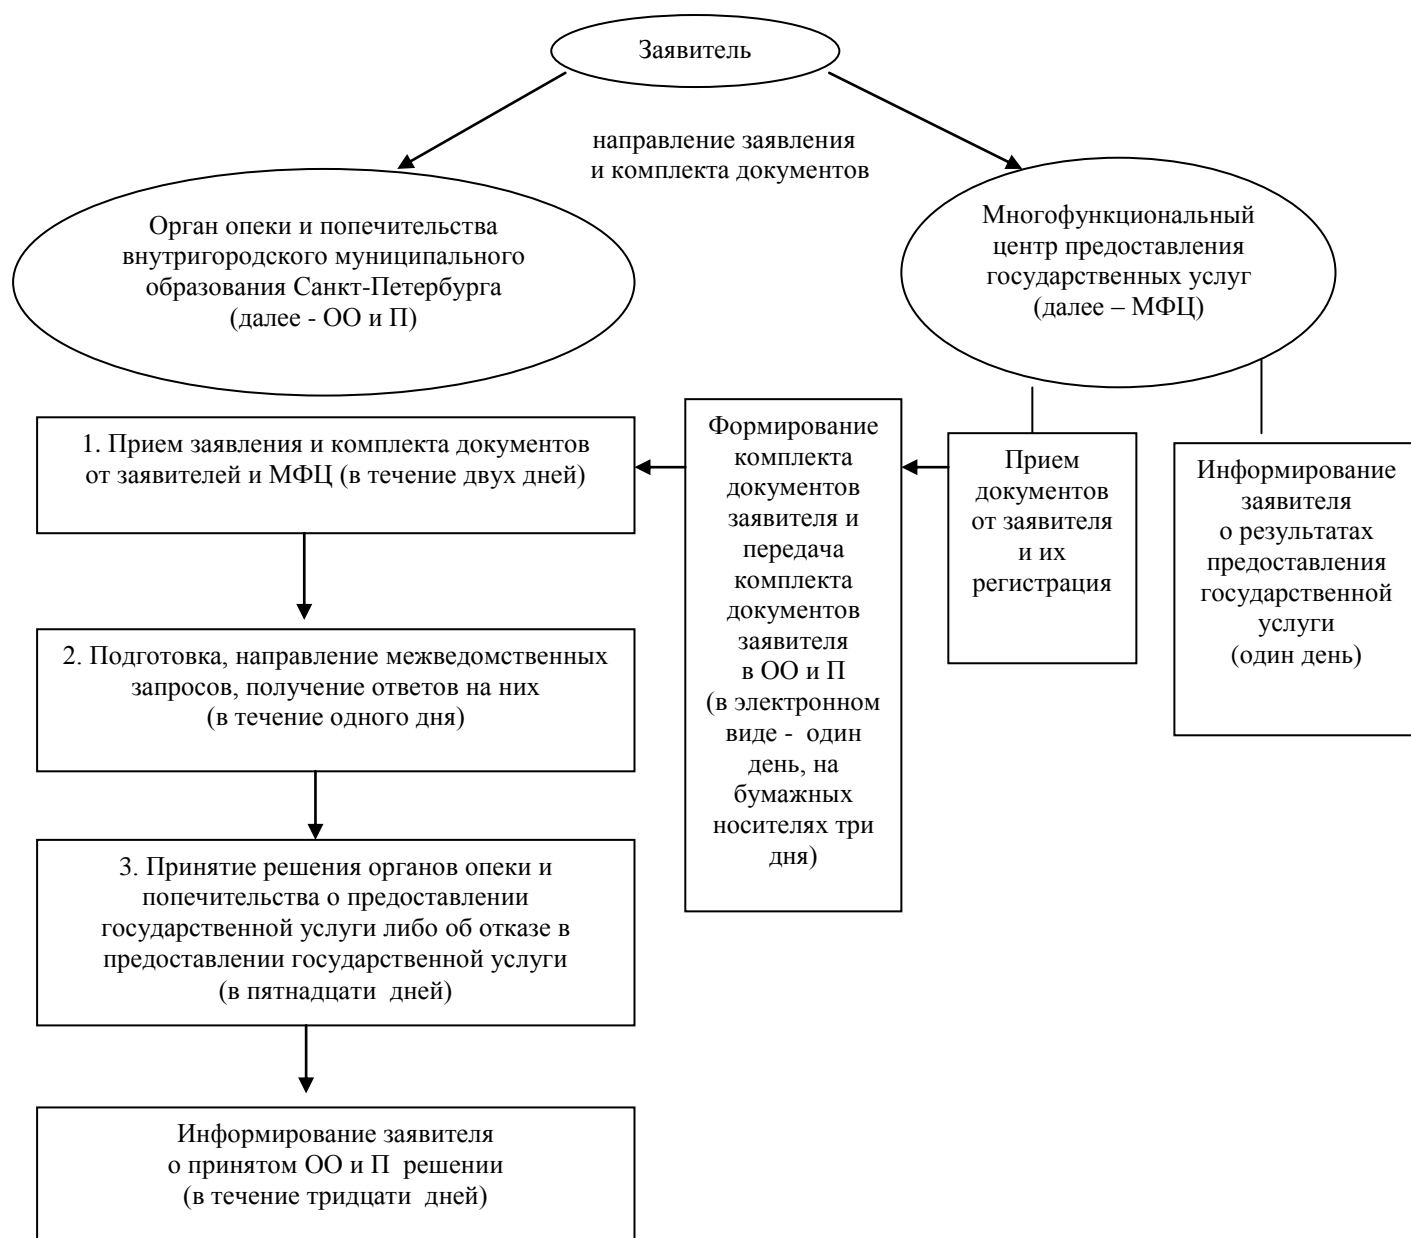 Заявитель
направление заявления
и комплекта документов
Орган опеки и попечительства
внутригородского муниципального
образования Санкт-Петербурга
(далее - ОО и П)
Многофункциональный
центр предоставления
государственных услуг
(далее – МФЦ)
1. Прием заявления и комплекта документов
от заявителей и МФЦ (в течение двух дней)
Формирование
комплекта
документов
заявителя и
передача
комплекта
документов
заявителя
в ОО и П
(в электронном
виде - один
день, на
бумажных
носителях три
дня)
Прием
документов
от заявителя
и их
регистрация
Информирование
заявителя
о результатах
предоставления
государственной
услуги
(один день)
2. Подготовка, направление межведомственных
запросов, получение ответов на них
(в течение одного дня)
3. Принятие решения органов опеки и
попечительства о предоставлении
государственной услуги либо об отказе в
предоставлении государственной услуги
(в пятнадцати дней)
Информирование заявителя
о принятом ОО и П решении
(в течение тридцати дней)